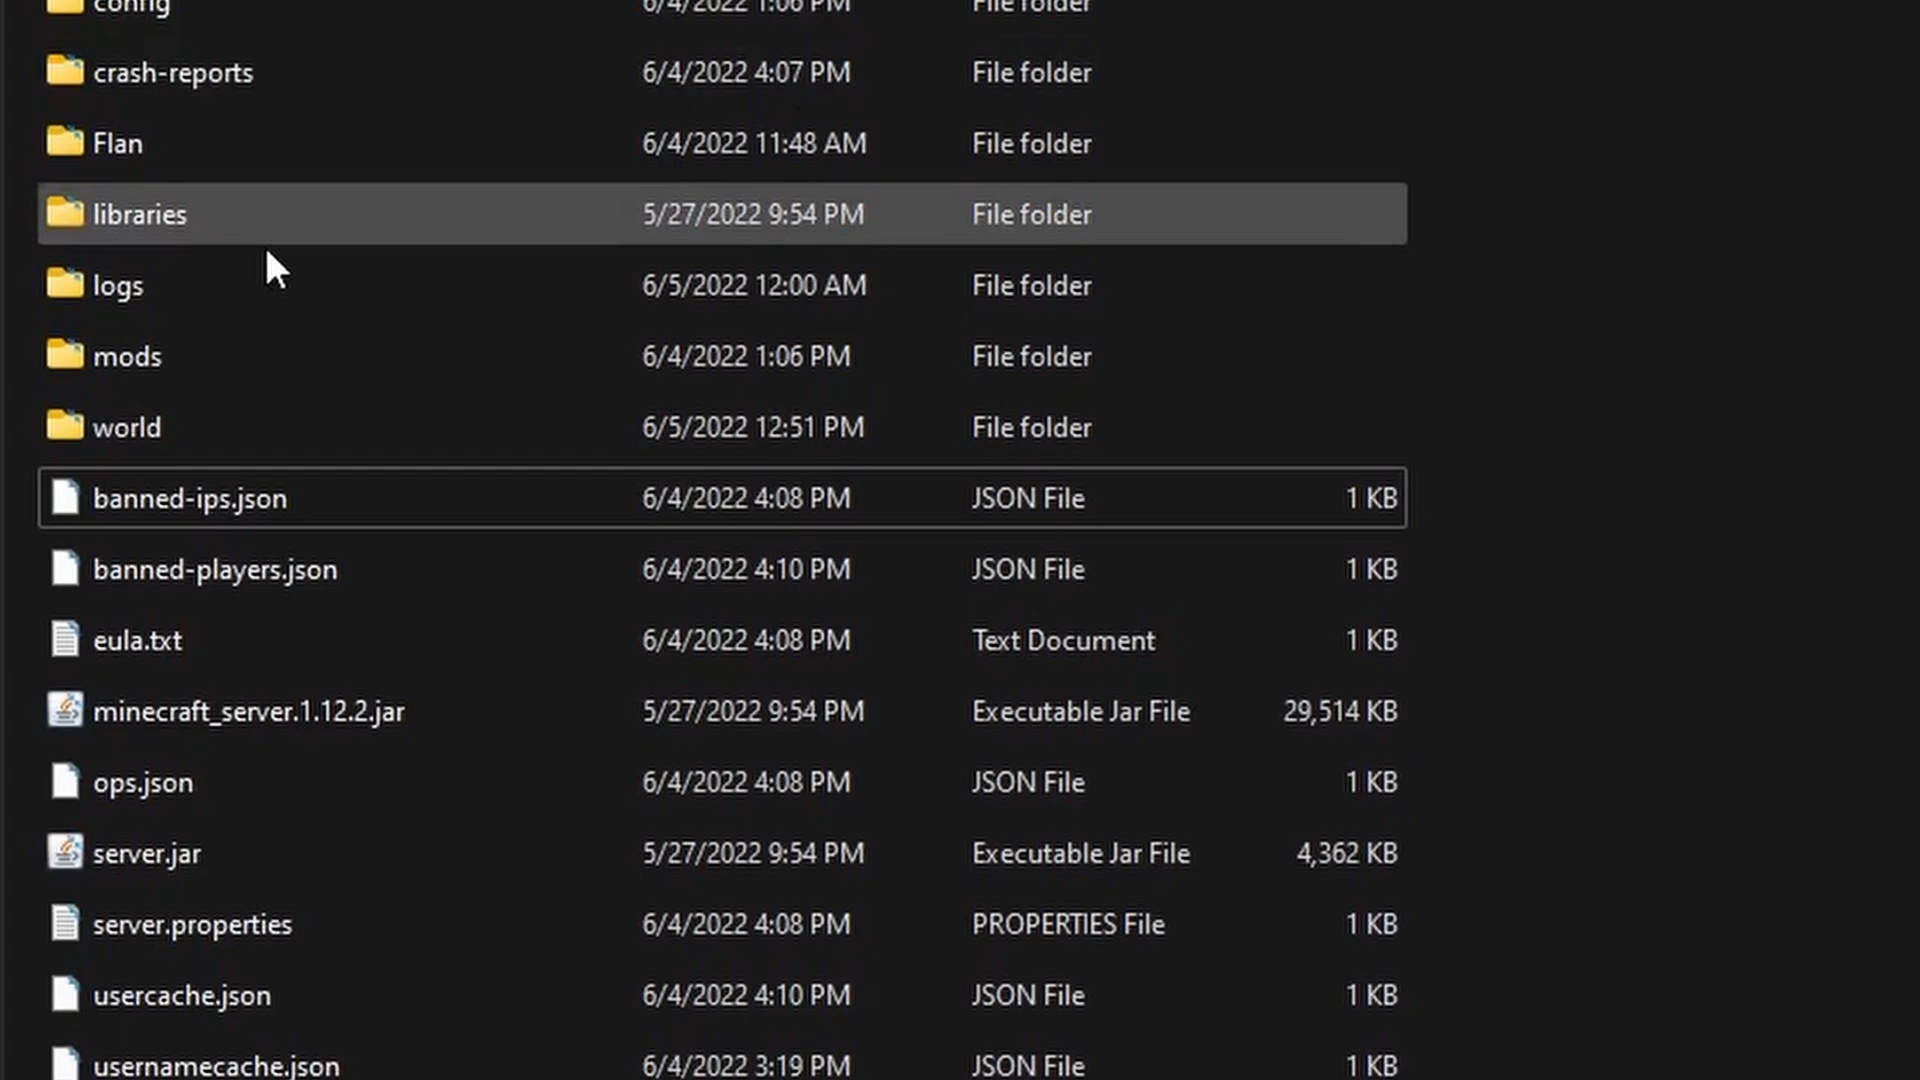 config 6/4/2022 1:06 PM File folder
crash-reports 6/4/2022 4:07 PM File folder
Flan 6/4/2022 11:48 AM File folder
libraries 5/27/2022 9:54 PM File folder
logs 6/5/2022 12:00 AM File folder
mods 6/4/2022 1:06 PM File folder
world 6/5/2022 12:51 PM File folder
banned-ips.json 6/4/2022 4:08 PM JSON File 1 KB
banned-players.json 6/4/2022 4:10 PM JSON File 1 KB
eula.txt 6/4/2022 4:08 PM Text Document 1 KB
minecraft_server.1.12.2.jar 5/27/2022 9:54 PM Executable Jar File 29,514 KB
ops.json 6/4/2022 4:08 PM JSON File 1 KB
server.jar 5/27/2022 9:54 PM Executable Jar File 4,362 KB
server.properties 6/4/2022 4:08 PM PROPERTIES File 1 KB
usercache.json 6/4/2022 4:10 PM JSON File 1 KB
usernamecache.json 6/4/2022 3:19 PM JSON File 1 KB